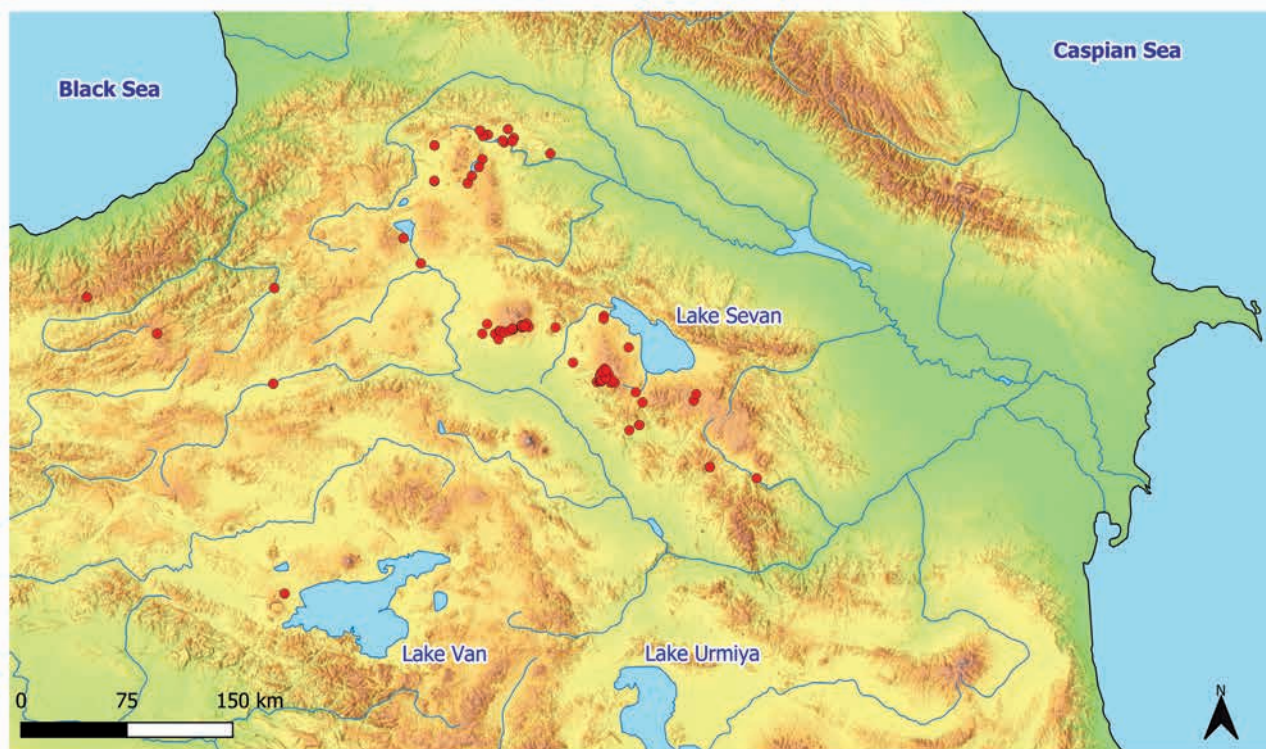 Black Sea
Caspian Sea
Lake Sevan
Lake Van
Lake Urmiya
0 75 150 km
N